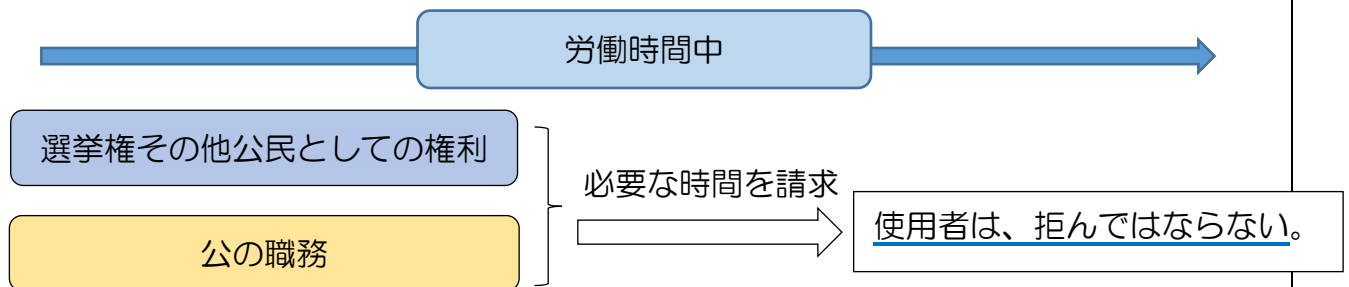 労働時間中
選挙権その他公民としての権利
必要な時間を請求
使用者は、拒んではならない。
公の職務